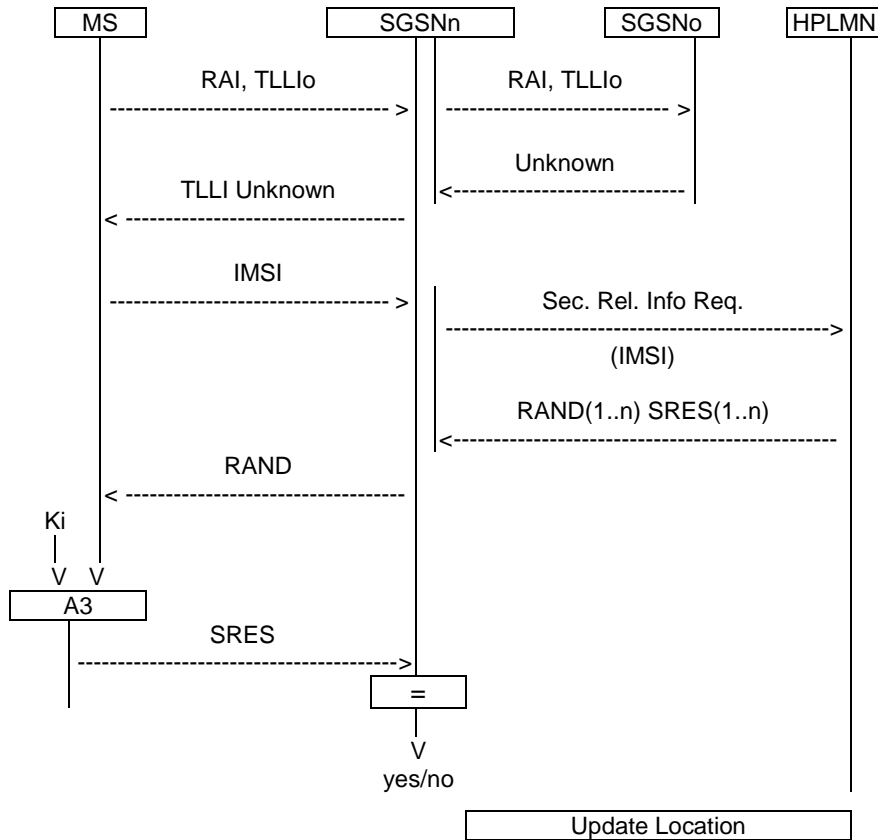 MS SGSNn SGSNo HPLMN
RAI, TLLIo RAI, TLLIo
Unknown
TLLI Unknown
IMSI
Sec. Rel. Info Req.
(IMSI)
RAND(1..n) SRES(1..n)
RAND
Ki
V V
A3
SRES
=
V
yes/no
Update Location